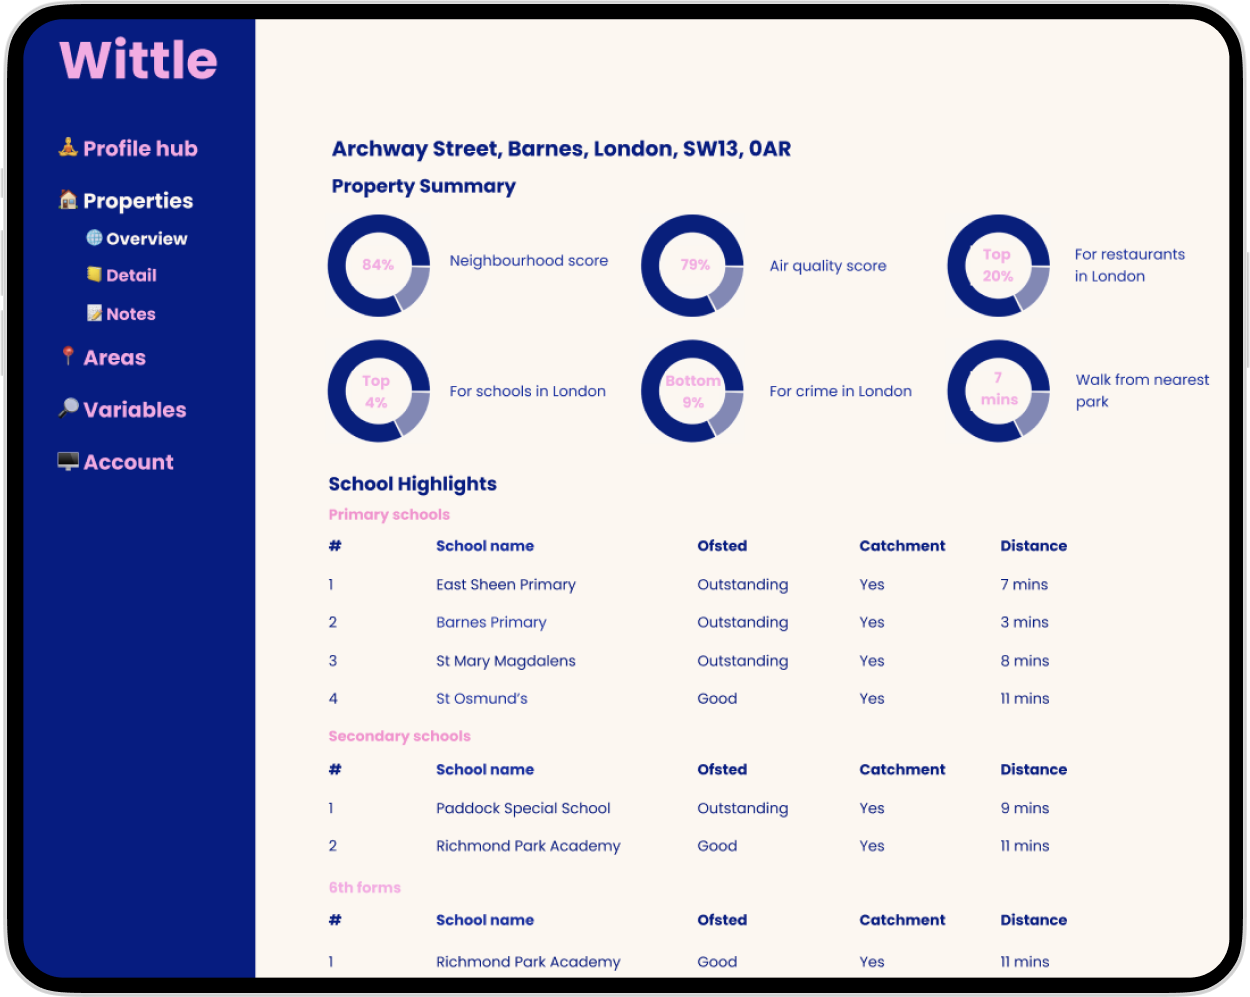 Wittle
Profile hub
Properties
Overview
Detail
Notes
Areas
Variables
Account
Archway Street, Barnes, London, SW13, 0AR
Property Summary
84%
Neighbourhood score
79%
Air quality score
Top
20%
For restaurants
in London
Top
4%
For schools in London
Bottom
9%
For crime in London
7
mins
Walk from nearest
park
School Highlights
Primary schools
# School name Ofsted Catchment Distance
1 East Sheen Primary Outstanding Yes 7 mins
2 Barnes Primary Outstanding Yes 3 mins
3 St Mary Magdalens Outstanding Yes 8 mins
4 St Osmund's Good Yes 11 mins
Secondary schools
# School name Ofsted Catchment Distance
1 Paddock Special School Outstanding Yes 9 mins
2 Richmond Park Academy Good Yes 11 mins
6th forms
# School name Ofsted Catchment Distance
1 Richmond Park Academy Good Yes 11 mins